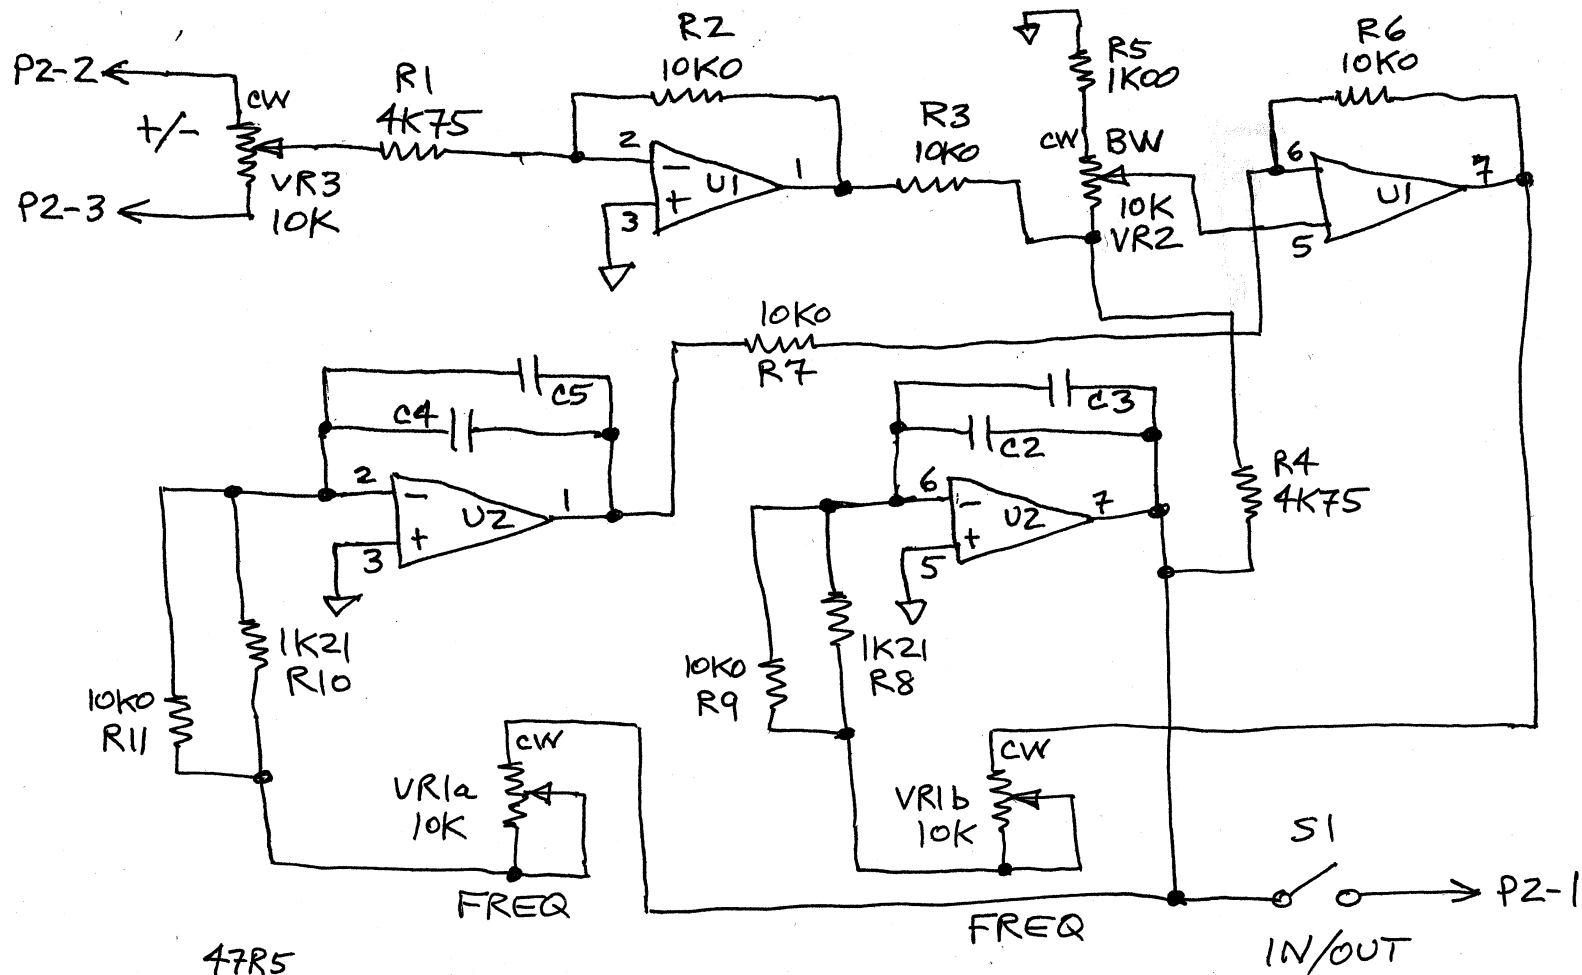 P2-2
CW
+/-
P2-3
VR3
10K
R1
4K75
R2
10K0
2
-
+
3
U1
1
R3
10K0
R5
1K00
CW
BW
10K
VR2
R6
10K0
6
5
U1
7
10K0
R7
C5
C4
2
-
+
3
U2
1
C3
C2
6
-
+
5
U2
7
R4
4K75
1K21
R10
10K0
R11
1K21
R8
10K0
R9
CW
VR1a
10K
FREQ
CW
VR1b
10K
FREQ
S1
P2-1
IN/OUT
47R5